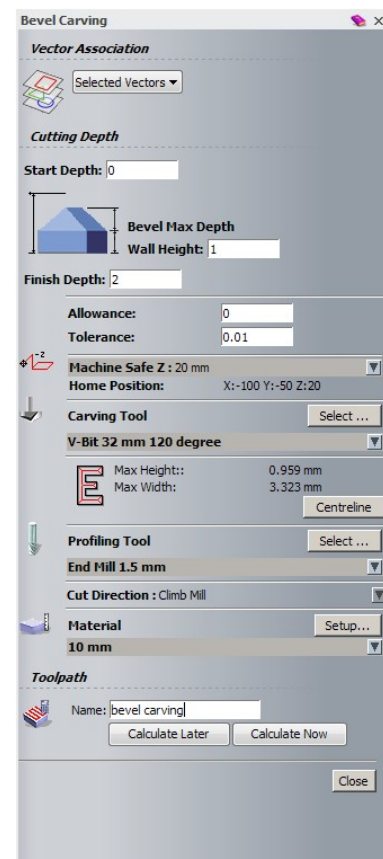 Bevel Carving
Vector Association
Selected Vectors
Cutting Depth
Start Depth: 0
Bevel Max Depth
Wall Height: 1
Finish Depth: 2
Allowance: 0
Tolerance: 0.01
-z
Machine Safe Z : 20 mm
Home Position: X:-100 Y:-50 Z:20
Carving Tool Select ...
V-Bit 32 mm 120 degree
Max Height:: 0.959 mm
Max Width: 3.323 mm
Centreline
Profiling Tool Select ...
End Mill 1.5 mm
Cut Direction : Climb Mill
Material Setup...
10 mm
Toolpath
Name: bevel carving
Calculate Later Calculate Now
Close